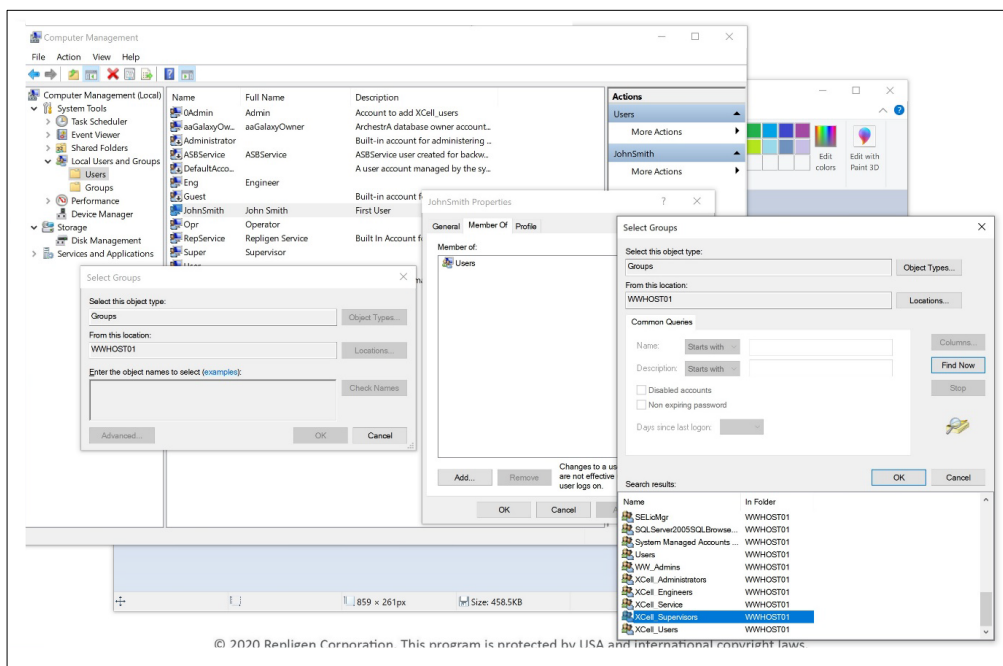 Computer Management
File Action View Help
Computer Management (Local)
System Tools
Task Scheduler
Event Viewer
Shared Folders
Local Users and Groups
Users
Groups
Performance
Device Manager
Storage
Disk Management
Services and Applications
Name Full Name Description
0Admin Admin Account to add XCell_users
aaGalaxyOw... aaGalaxyOwner ArchestrA database owner account...
Administrator Built-in account for administering ...
ASBService ASBService ASBService user created for backw...
DefaultAcco... A user account managed by the sy...
Eng Engineer
Guest Built-in account f
JohnSmith John Smith First User
Opr Operator
RepService Repligen Service Built In Account f
Super Supervisor
Actions
Users
More Actions
JohnSmith
More Actions
Edit colors
Edit with Paint 3D
Select Groups
Select this object type:
Groups
Object Types...
From this location:
WWHOST01
Locations...
Enter the object names to select (examples):
Check Names
Advanced...
OK Cancel
JohnSmith Properties
General Member Of Profile
Member of:
Users
Add... Remove
Changes to a us
are not effective
user logs on.
OK Cancel
Select Groups
Select this object type:
Groups
Object Types...
From this location:
WWHOST01
Locations...
Common Queries
Name: Starts with
Description: Starts with
Disabled accounts
Non expiring password
Days since last logon:
Columns...
Find Now
Stop
OK Cancel
Search results:
Name In Folder
SELicMgr WWHOST01
SQLServer2005SQLBrowse... WWHOST01
System Managed Accounts ... WWHOST01
Users WWHOST01
WW_Admins WWHOST01
XCell_Administrators WWHOST01
XCell_Engineers WWHOST01
XCell_Service WWHOST01
XCell_Supervisors WWHOST01
XCell_Users WWHOST01
859 × 261px
Size: 458.5KB
© 2020 Repligen Corporation. This program is protected by USA and international copyright laws.